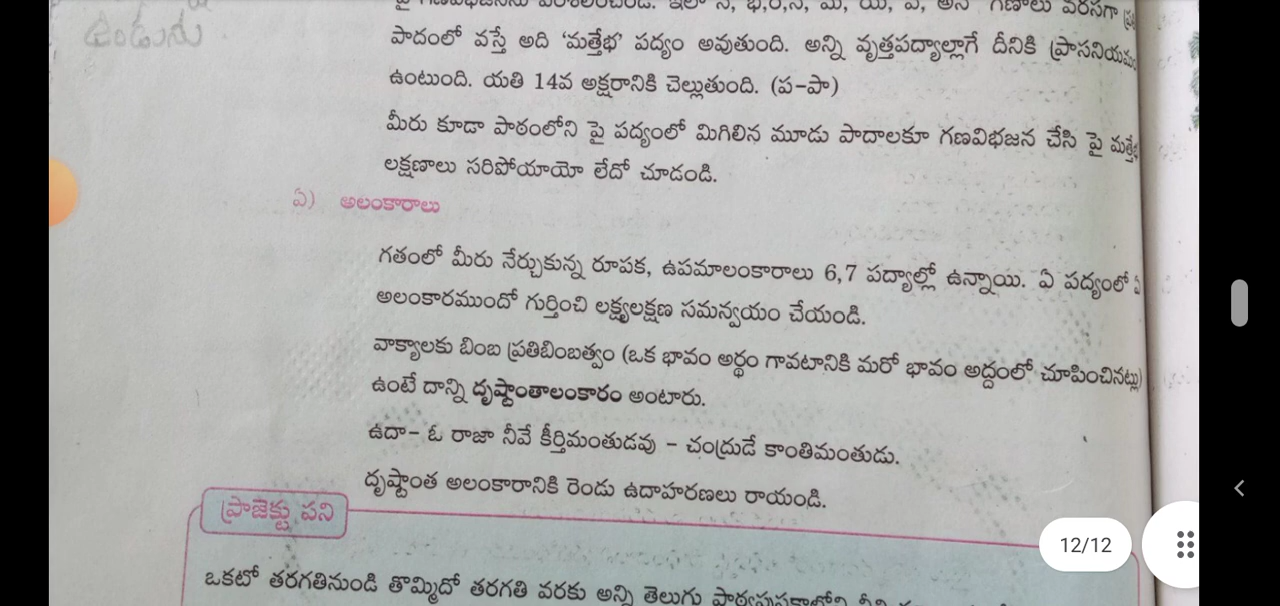 దండును
పాదంలో వస్తే అది ‘మత్తేభ’ పద్యం అవుతుంది. అన్ని వృత్తపద్యాల్లాగే దీనికి ప్రాసనియమం
ఉంటుంది. యతి 14వ అక్షరానికి చెల్లుతుంది. (ప-పా)
మీరు కూడా పాఠంలోని పై పద్యంలో మిగిలిన మూడు పాదాలకూ గణవిభజన చేసి పై మత్తేభ
లక్షణాలు సరిపోయాయో లేదో చూడండి.
ఏ) అలంకారాలు
గతంలో మీరు నేర్చుకున్న రూపక, ఉపమాలంకారాలు 6,7 పద్యాల్లో ఉన్నాయి. ఏ పద్యంలో ఏ
అలంకారముందో గుర్తించి లక్ష్యలక్షణ సమన్వయం చేయండి.
వాక్యాలకు బింబ ప్రతిబింబత్వం (ఒక భావం అర్థం గావటానికి మరో భావం అద్దంలో చూపించినట్లు)
ఉంటే దాన్ని దృష్టాంతాలంకారం అంటారు.
ఉదా- ఓ రాజా నీవే కీర్తిమంతుడవు - చంద్రుడే కాంతిమంతుడు.
దృష్టాంత అలంకారానికి రెండు ఉదాహరణలు రాయండి.
ప్రాజెక్టు పని
12/12
ఒకటో తరగతినుండి తొమ్మిదో తరగతి వరకు అన్ని తెలుగు